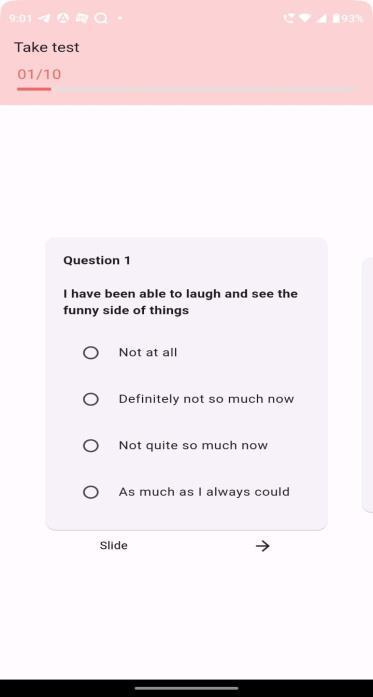 9:01 93%
Take test
01/10
Question 1
I have been able to laugh and see the
funny side of things
Not at all
Definitely not so much now
Not quite so much now
As much as I always could
Slide